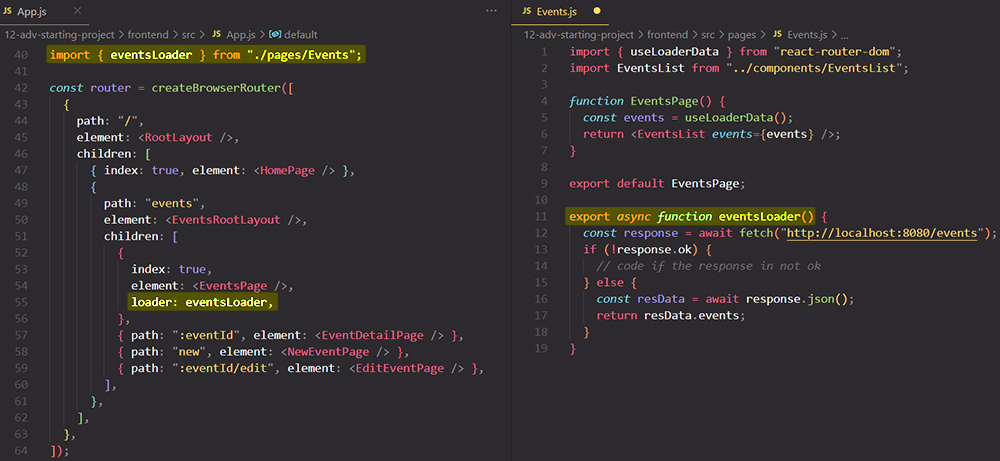 JS App.js ×
12-adv-starting-project > frontend > src > JS App.js > default
40 import { eventsLoader } from "./pages/Events";
41
42 const router = createBrowserRouter([
43 {
44 path: "/",
45 element: <RootLayout />,
46 children: [
47 { index: true, element: <HomePage /> },
48 {
49 path: "events",
50 element: <EventsRootLayout />,
51 children: [
52 {
53 index: true,
54 element: <EventsPage />,
55 loader: eventsLoader,
56 },
57 { path: ":eventId", element: <EventDetailPage /> },
58 { path: "new", element: <NewEventPage /> },
59 { path: ":eventId/edit", element: <EditEventPage /> },
60 ],
61 },
62 ],
63 },
64 ]);
JS Events.js ●
12-adv-starting-project > frontend > src > pages > JS Events.js > ...
1 import { useLoaderData } from "react-router-dom";
2 import EventsList from "../components/EventsList";
3
4 function EventsPage() {
5 const events = useLoaderData();
6 return <EventsList events={events} />;
7 }
8
9 export default EventsPage;
10
11 export async function eventsLoader() {
12 const response = await fetch("http://localhost:8080/events");
13 if (!response.ok) {
14 // code if the response in not ok
15 } else {
16 const resData = await response.json();
17 return resData.events;
18 }
19 }